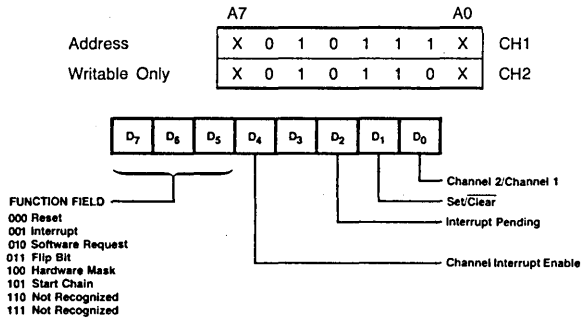 A7 A0
Address X 0 1 0 1 1 1 X CH1
Writable Only X 0 1 0 1 1 0 X CH2
D7 D6 D5 D4 D3 D2 D1 D0
Channel 2/Channel 1
Set/Clear
Interrupt Pending
Channel Interrupt Enable
FUNCTION FIELD
000 Reset
001 Interrupt
010 Software Request
011 Flip Bit
100 Hardware Mask
101 Start Chain
110 Not Recognized
111 Not Recognized